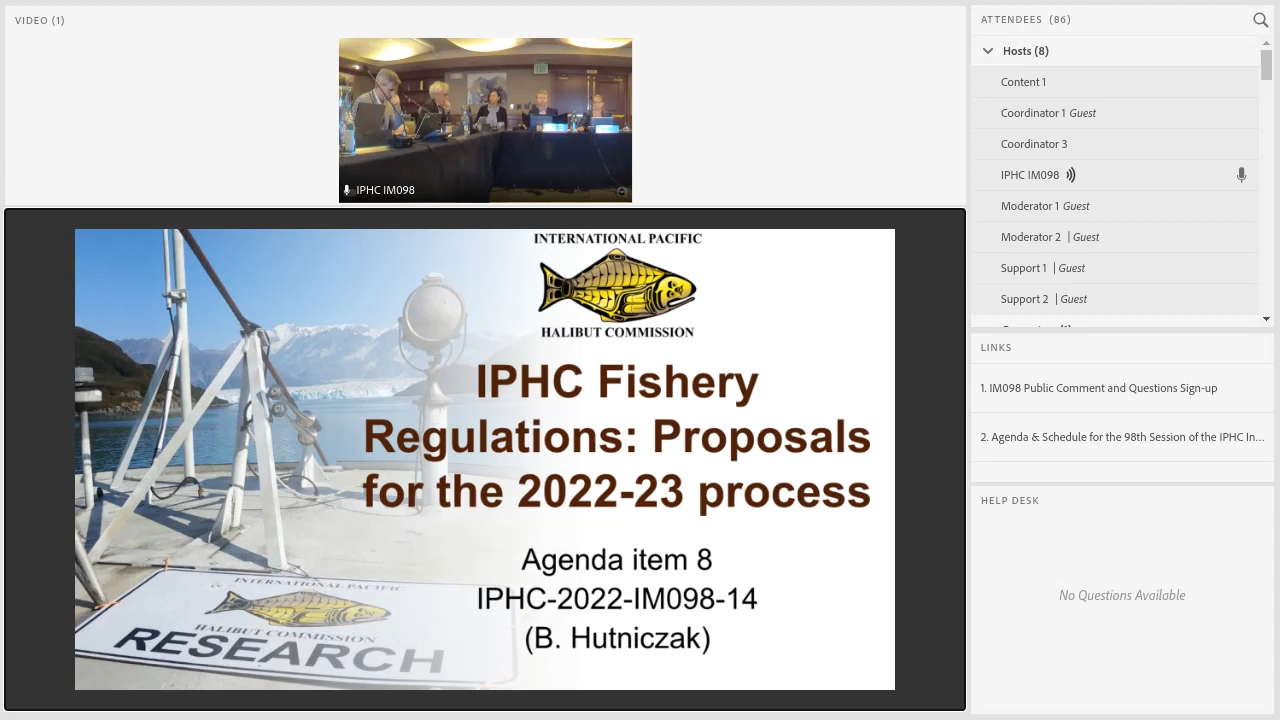 VIDEO (1)
IPHC IM098
INTERNATIONAL PACIFIC
HALIBUT COMMISSION
IPHC Fishery
Regulations: Proposals
for the 2022-23 process
Agenda item 8
IPHC-2022-IM098-14
(B. Hutniczak)
INTERNATIONAL PACIFIC
HALIBUT COMMISSION
RESEARCH
ATTENDEES (86)
Hosts (8)
Content 1
Coordinator 1 Guest
Coordinator 3
IPHC IM098
Moderator 1 Guest
Moderator 2 | Guest
Support 1 | Guest
Support 2
LINKS
1. IM098 Public Comment and Questions Sign-up
2. Agenda & Schedule for the 98th Session of the IPHC In...
HELP DESK
No Questions Available